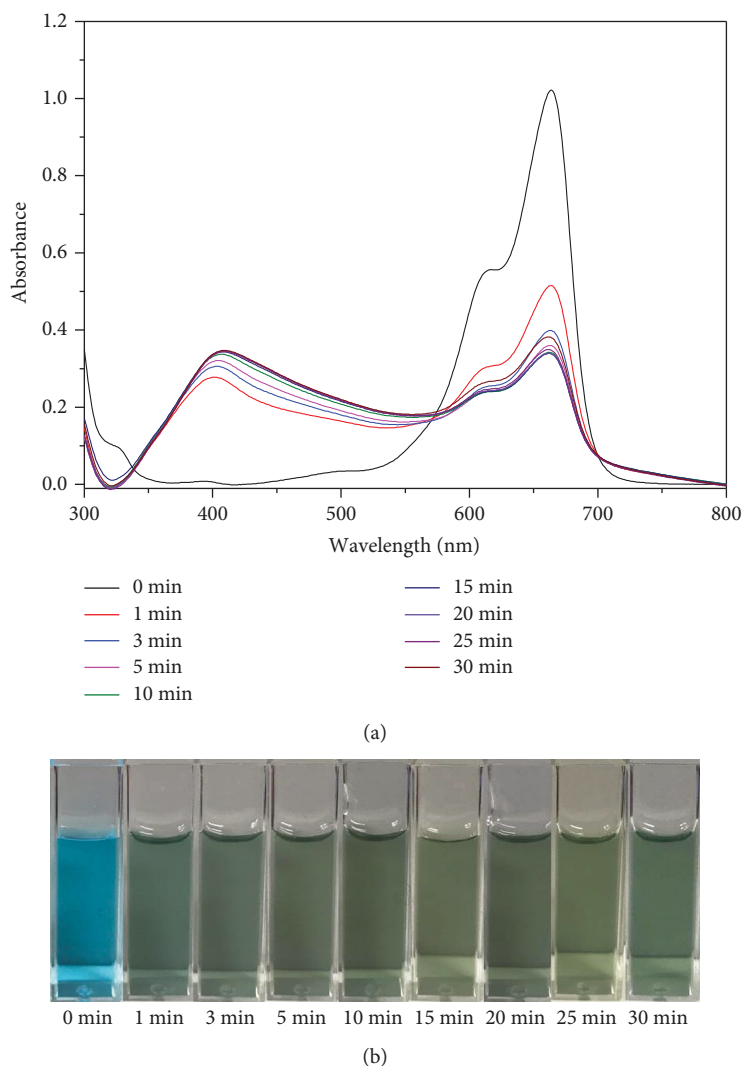 1.2
1.0
0.8
0.6
0.4
0.2
0.0
Absorbance
300 400 500 600 700 800
Wavelength (nm)
0 min 15 min
1 min 20 min
3 min 25 min
5 min 30 min
10 min
(a)
0 min 1 min 3 min 5 min 10 min 15 min 20 min 25 min 30 min
(b)